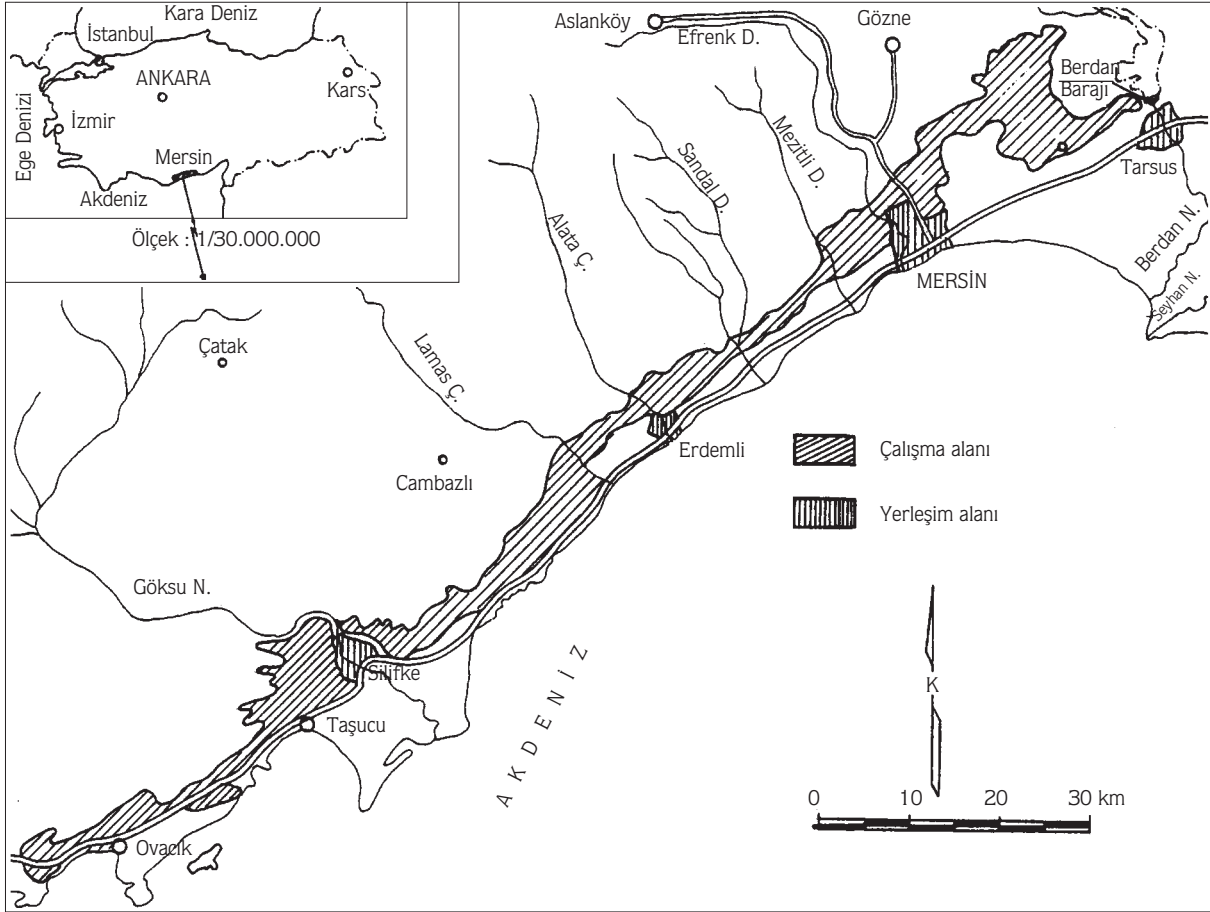 Kara Deniz
İstanbul
ANKARA
Kars
Ege Denizi
İzmir
Mersin
Akdeniz
Ölçek : 1/30.000.000
Aslanköy
Efrenk D.
Gözne
Berdan
Barajı
Tarsus
Mezitli D.
Sandal D.
Alata Ç.
Berdan N.
Seyhan N.
MERSİN
Çatak
Lamas Ç.
Cambazlı
Erdemli
Çalışma alanı
Yerleşim alanı
Göksu N.
Silifke
Taşucu
AKDENİZ
K
0 10 20 30 km
Ovacık